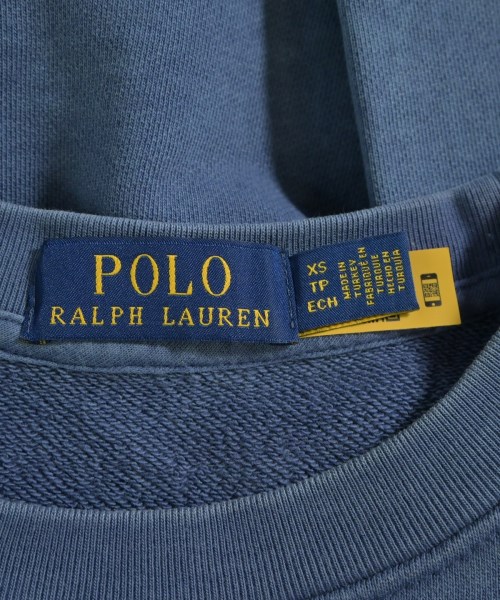 POLO
RALPH LAUREN
XS
TP
ECH
MADE IN
TURKEY
FABRIQUÉ EN
TURQUIE
HECHO EN
TURQUÍA